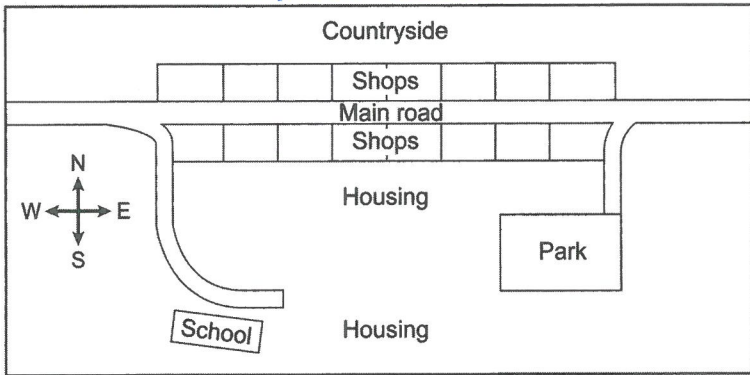 Countryside
Shops
Main road
Shops
N
W E
S
Housing
Park
School
Housing